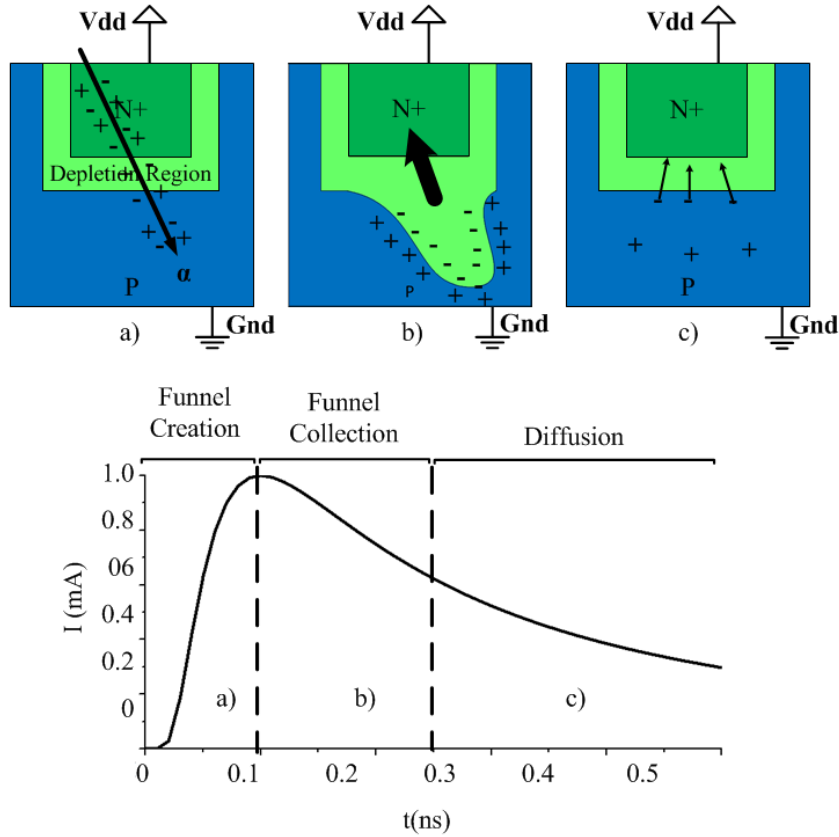 Vdd Vdd Vdd
N+ N+ N+
Depletion Region
α
P P P
Gnd Gnd Gnd
a) b) c)
Funnel Creation
Funnel Collection
Diffusion
1.0
0.8
06
0.4
0.2
0
I (mA)
a) b) c)
0 0.1 0.2 0.3 0.4 0.5
t(ns)